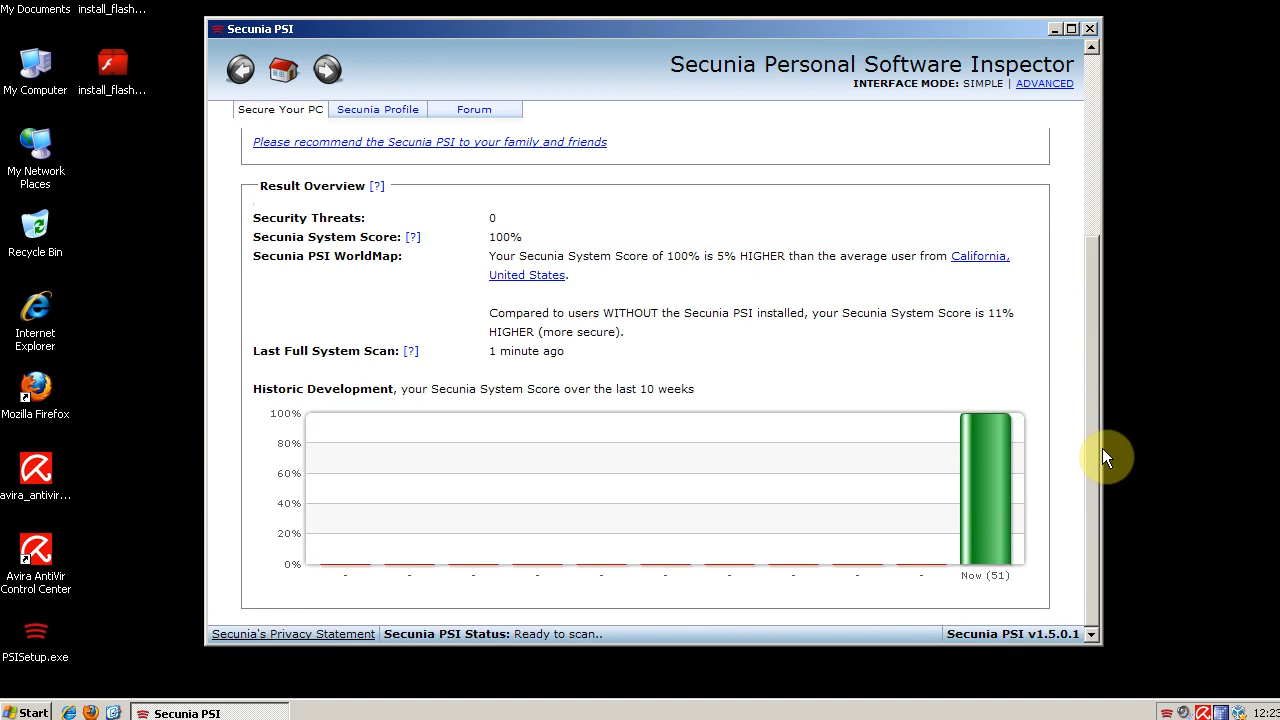 My Documents
install_flash...
My Computer
install_flash...
My Network
Places
Recycle Bin
Internet
Explorer
Mozilla Firefox
avira_antivir...
Avira AntiVir
Control Center
PSISetup.exe
Secunia PSI
Secunia Personal Software Inspector
INTERFACE MODE: SIMPLE | ADVANCED
Secure Your PC
Secunia Profile
Forum
Please recommend the Secunia PSI to your family and friends
Result Overview [?]
Security Threats: 0
Secunia System Score: [?] 100%
Secunia PSI WorldMap: Your Secunia System Score of 100% is 5% HIGHER than the average user from California,
United States.
Compared to users WITHOUT the Secunia PSI installed, your Secunia System Score is 11%
HIGHER (more secure).
Last Full System Scan: [?] 1 minute ago
Historic Development, your Secunia System Score over the last 10 weeks
100%
80%
60%
40%
20%
0%
- - - - - - - - - - Now (51)
Secunia's Privacy Statement
Secunia PSI Status: Ready to scan..
Secunia PSI v1.5.0.1
Start
Secunia PSI
12:23